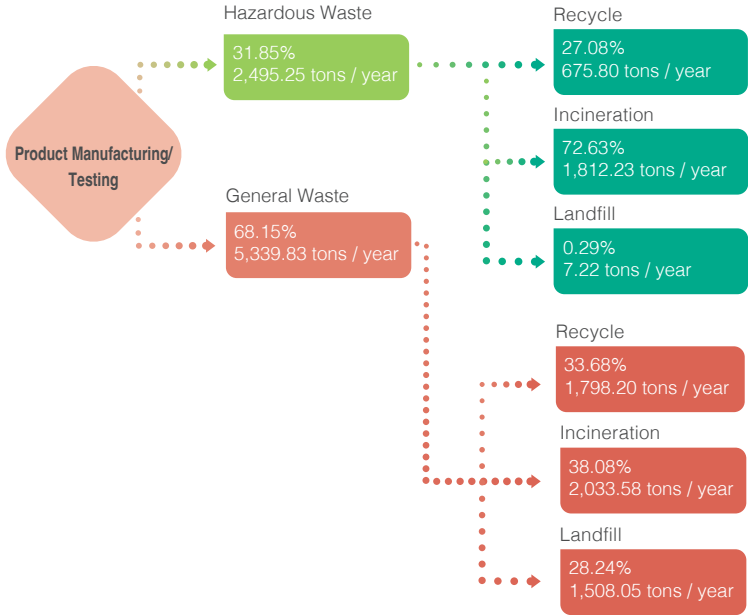 Product Manufacturing/
Testing
Hazardous Waste
31.85%
2,495.25 tons / year
General Waste
68.15%
5,339.83 tons / year
Recycle
27.08%
675.80 tons / year
Incineration
72.63%
1,812.23 tons / year
Landfill
0.29%
7.22 tons / year
Recycle
33.68%
1,798.20 tons / year
Incineration
38.08%
2,033.58 tons / year
Landfill
28.24%
1,508.05 tons / year